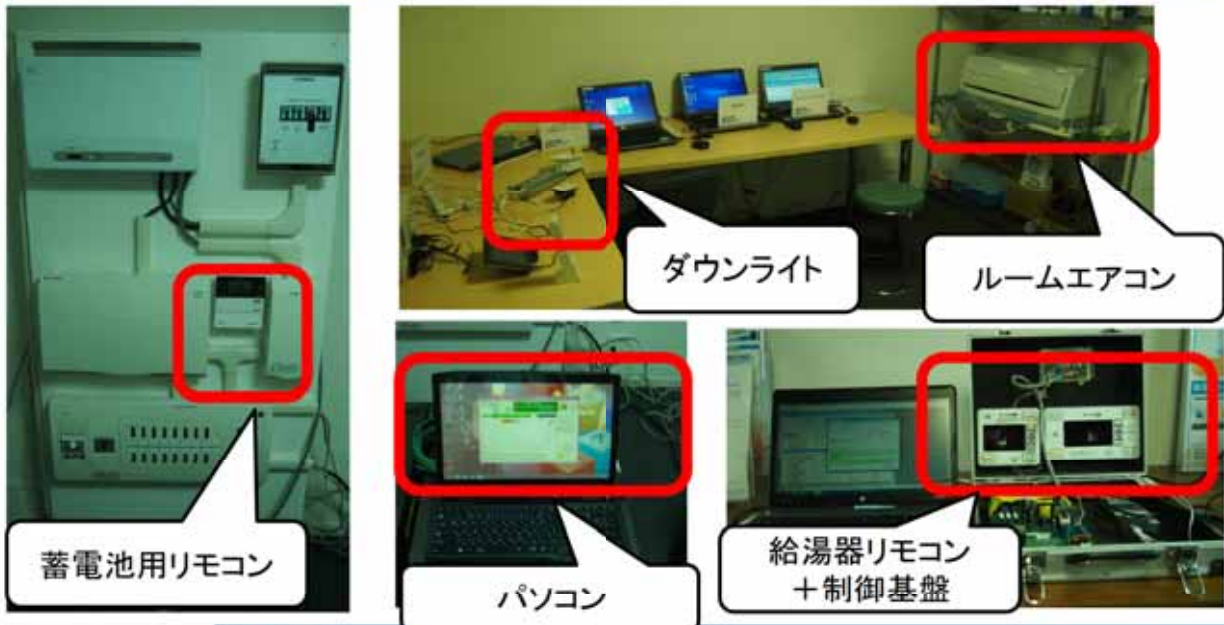 ダウンライト
ルームエアコン
蓄電池用リモコン
パソコン
給湯器リモコン
＋制御基盤